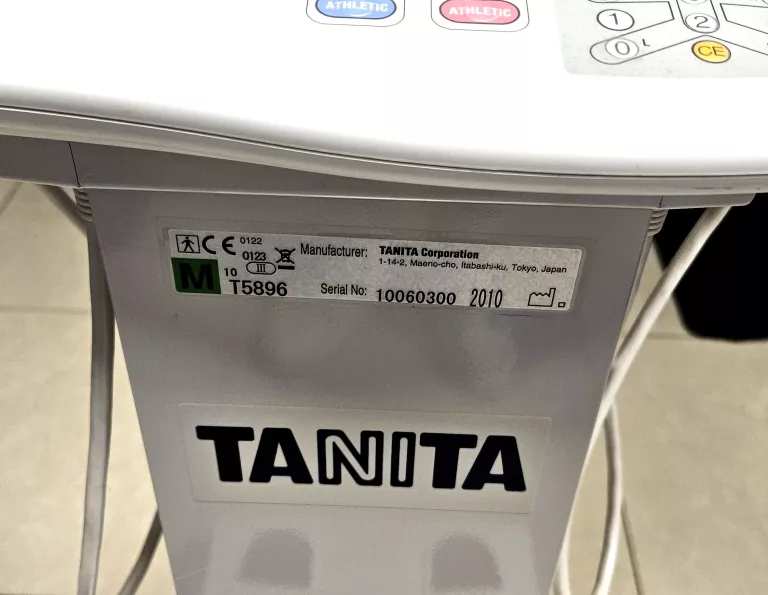 ATHLETIC
ATHLETIC
1
2
0
CE
CE 0122
0123
Manufacturer: TANITA Corporation
1-14-2, Maeno-cho, Itabashi-ku, Tokyo, Japan
M 10 III
T5896
Serial No: 10060300 2010
TANITA